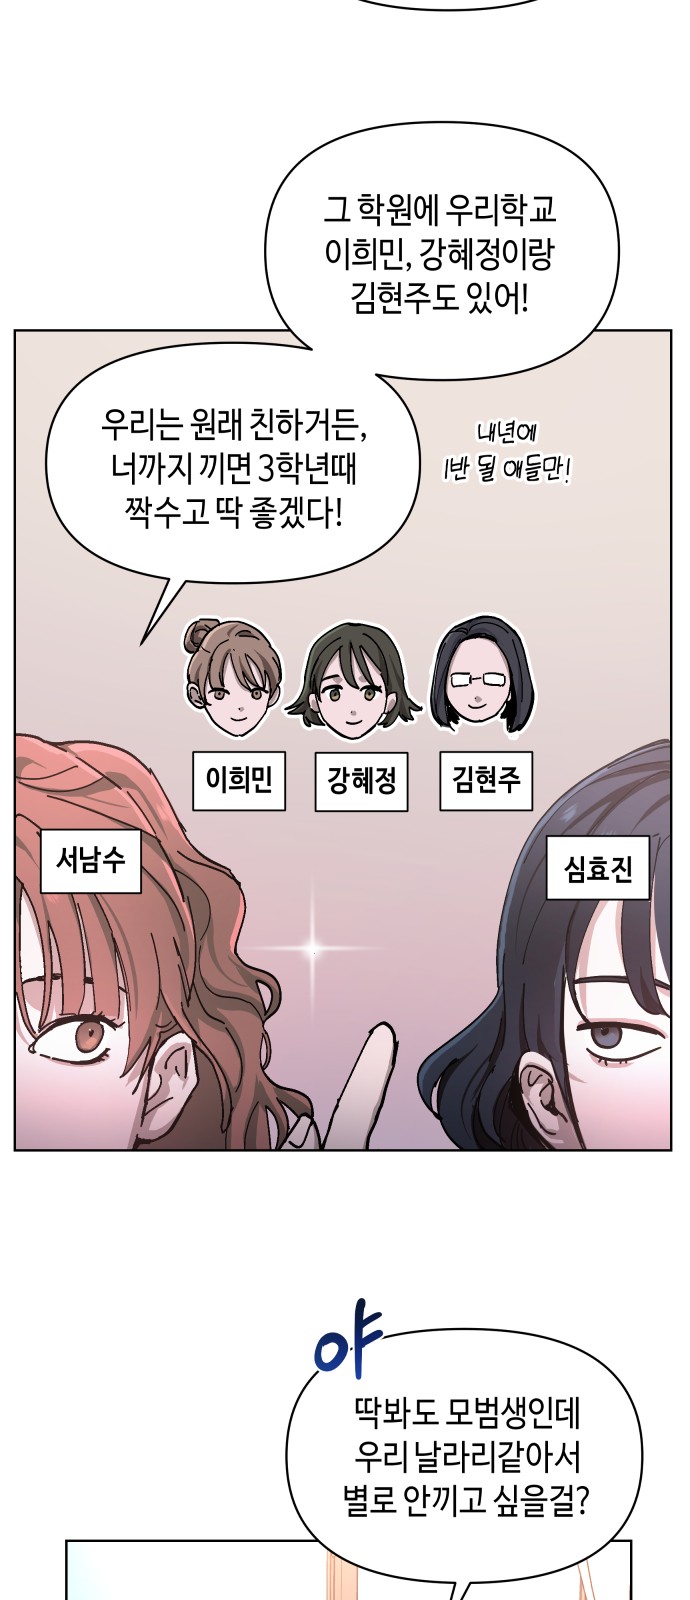 그 학원에 우리학교
이희민, 강혜정이랑
김현주도 있어!
우리는 원래 친하거든,
너까지 끼면 3학년때
짝수고 딱 좋겠다!
내년에
1반 될 애들만!
이희민
강혜정
김현주
서남수
심효진
야
딱봐도 모범생인데
우리 날라리같아서
별로 안끼고 싶을걸?